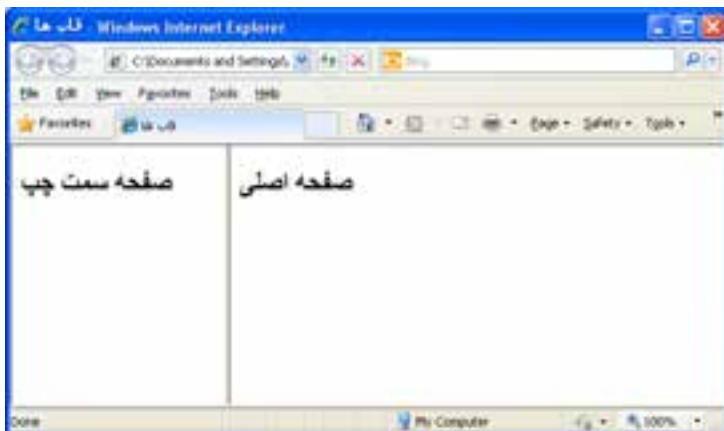 قاب ها Windows Internet Explorer
C:\Documents and Settings\ Bing
File Edit View Favorites Tools Help
Favorites قاب ها Page Safety Tools
صفحه سمت چپ
صفحه اصلی
Done My Computer 100%